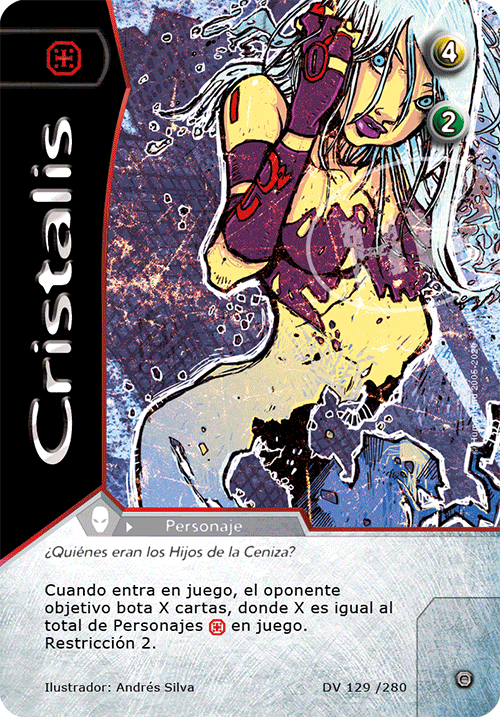 4
2
Cristalis
Personaje
¿Quiénes eran los Hijos de la Ceniza?
Cuando entra en juego, el oponente
objetivo bota X cartas, donde X es igual al
total de Personajes en juego.
Restricción 2.
Ilustrador: Andrés Silva DV 129 /280